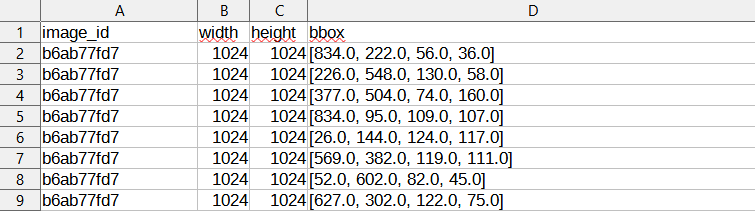 A B C D
1 image_id width height bbox
2 b6ab77fd7 1024 1024 [834.0, 222.0, 56.0, 36.0]
3 b6ab77fd7 1024 1024 [226.0, 548.0, 130.0, 58.0]
4 b6ab77fd7 1024 1024 [377.0, 504.0, 74.0, 160.0]
5 b6ab77fd7 1024 1024 [834.0, 95.0, 109.0, 107.0]
6 b6ab77fd7 1024 1024 [26.0, 144.0, 124.0, 117.0]
7 b6ab77fd7 1024 1024 [569.0, 382.0, 119.0, 111.0]
8 b6ab77fd7 1024 1024 [52.0, 602.0, 82.0, 45.0]
9 b6ab77fd7 1024 1024 [627.0, 302.0, 122.0, 75.0]